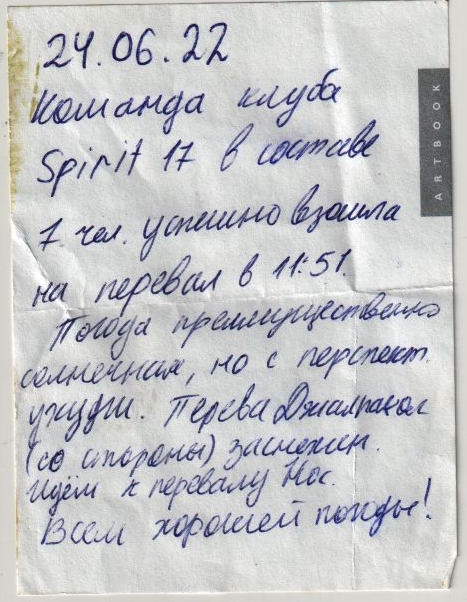 24.06.22
Команда клуба
Spirit 17 в составе
7 чел. успешно взошла
на перевал в 11:51.
Погода преимущественно
солнечная, но с перспект.
ухудш. Перева Джалпакол
(со стороны) заснежен.
Идём к перевалу Нос.
Всем хорошей погоды!
ARTBOOK